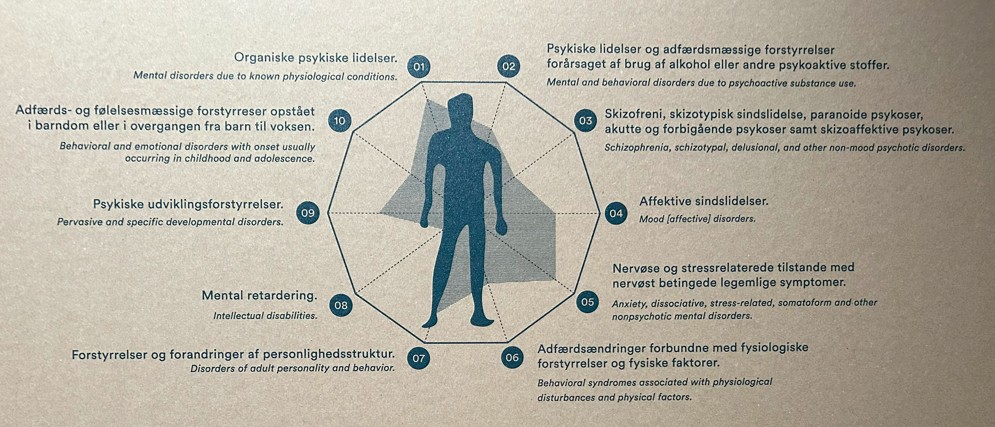 01
Organiske psykiske lidelser.
Mental disorders due to known physiological conditions.
02
Psykiske lidelser og adfærdsmæssige forstyrrelser
forårsaget af brug af alkohol eller andre psykoaktive stoffer.
Mental and behavioral disorders due to psychoactive substance use.
03
Skizofreni, skizotypisk sindslidelse, paranoide psykoser,
akutte og forbigående psykoser samt skizoaffektive psykoser.
Schizophrenia, schizotypal, delusional, and other non-mood psychotic disorders.
04
Affektive sindslidelser.
Mood [affective] disorders.
05
Nervøse og stressrelaterede tilstande med
nervøst betingede legemlige symptomer.
Anxiety, dissociative, stress-related, somatoform and other
nonpsychotic mental disorders.
06
Adfærdsændringer forbundne med fysiologiske
forstyrrelser og fysiske faktorer.
Behavioral syndromes associated with physiological
disturbances and physical factors.
07
Forstyrrelser og forandringer af personlighedsstruktur.
Disorders of adult personality and behavior.
08
Mental retardering.
Intellectual disabilities.
09
Psykiske udviklingsforstyrrelser.
Pervasive and specific developmental disorders.
10
Adfærds- og følelsesmæssige forstyrreser opstået
i barndom eller i overgangen fra barn til voksen.
Behavioral and emotional disorders with onset usually
occurring in childhood and adolescence.